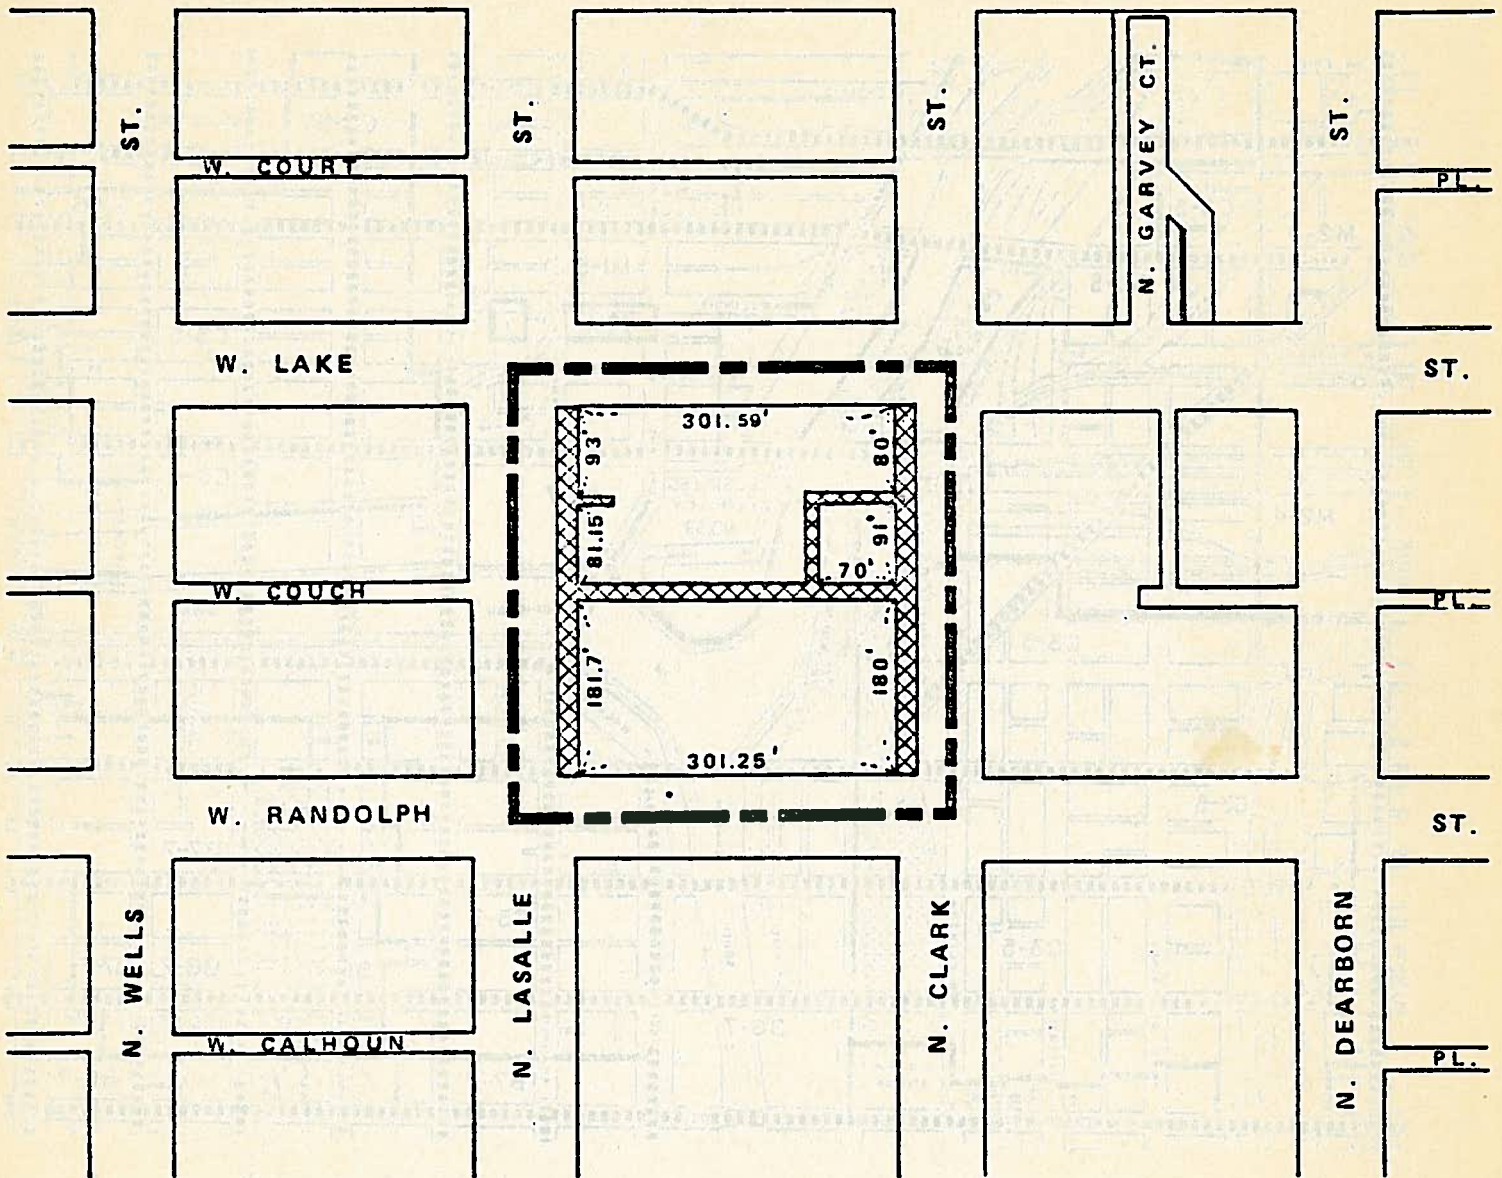 ST.
ST.
ST.
N. GARVEY CT.
ST.
W. COURT
PL.
W. LAKE
ST.
301.59'
93'
80'
81.15'
91'
70'
W. COUCH
PL.
181.7'
180'
301.25'
W. RANDOLPH
ST.
N. WELLS
N. LASALLE
N. CLARK
N. DEARBORN
W. CALHOUN
PL.